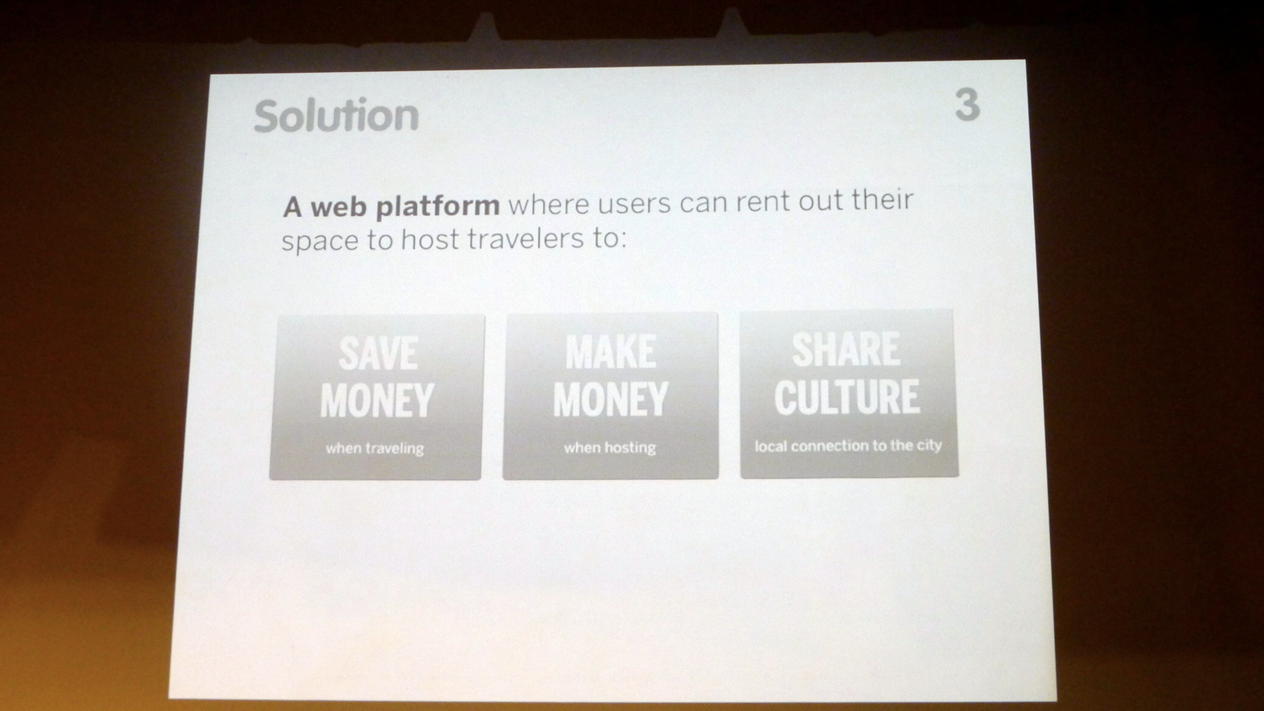 Solution
3
A web platform where users can rent out their
space to host travelers to:
SAVE
MONEY
when traveling
MAKE
MONEY
when hosting
SHARE
CULTURE
local connection to the city